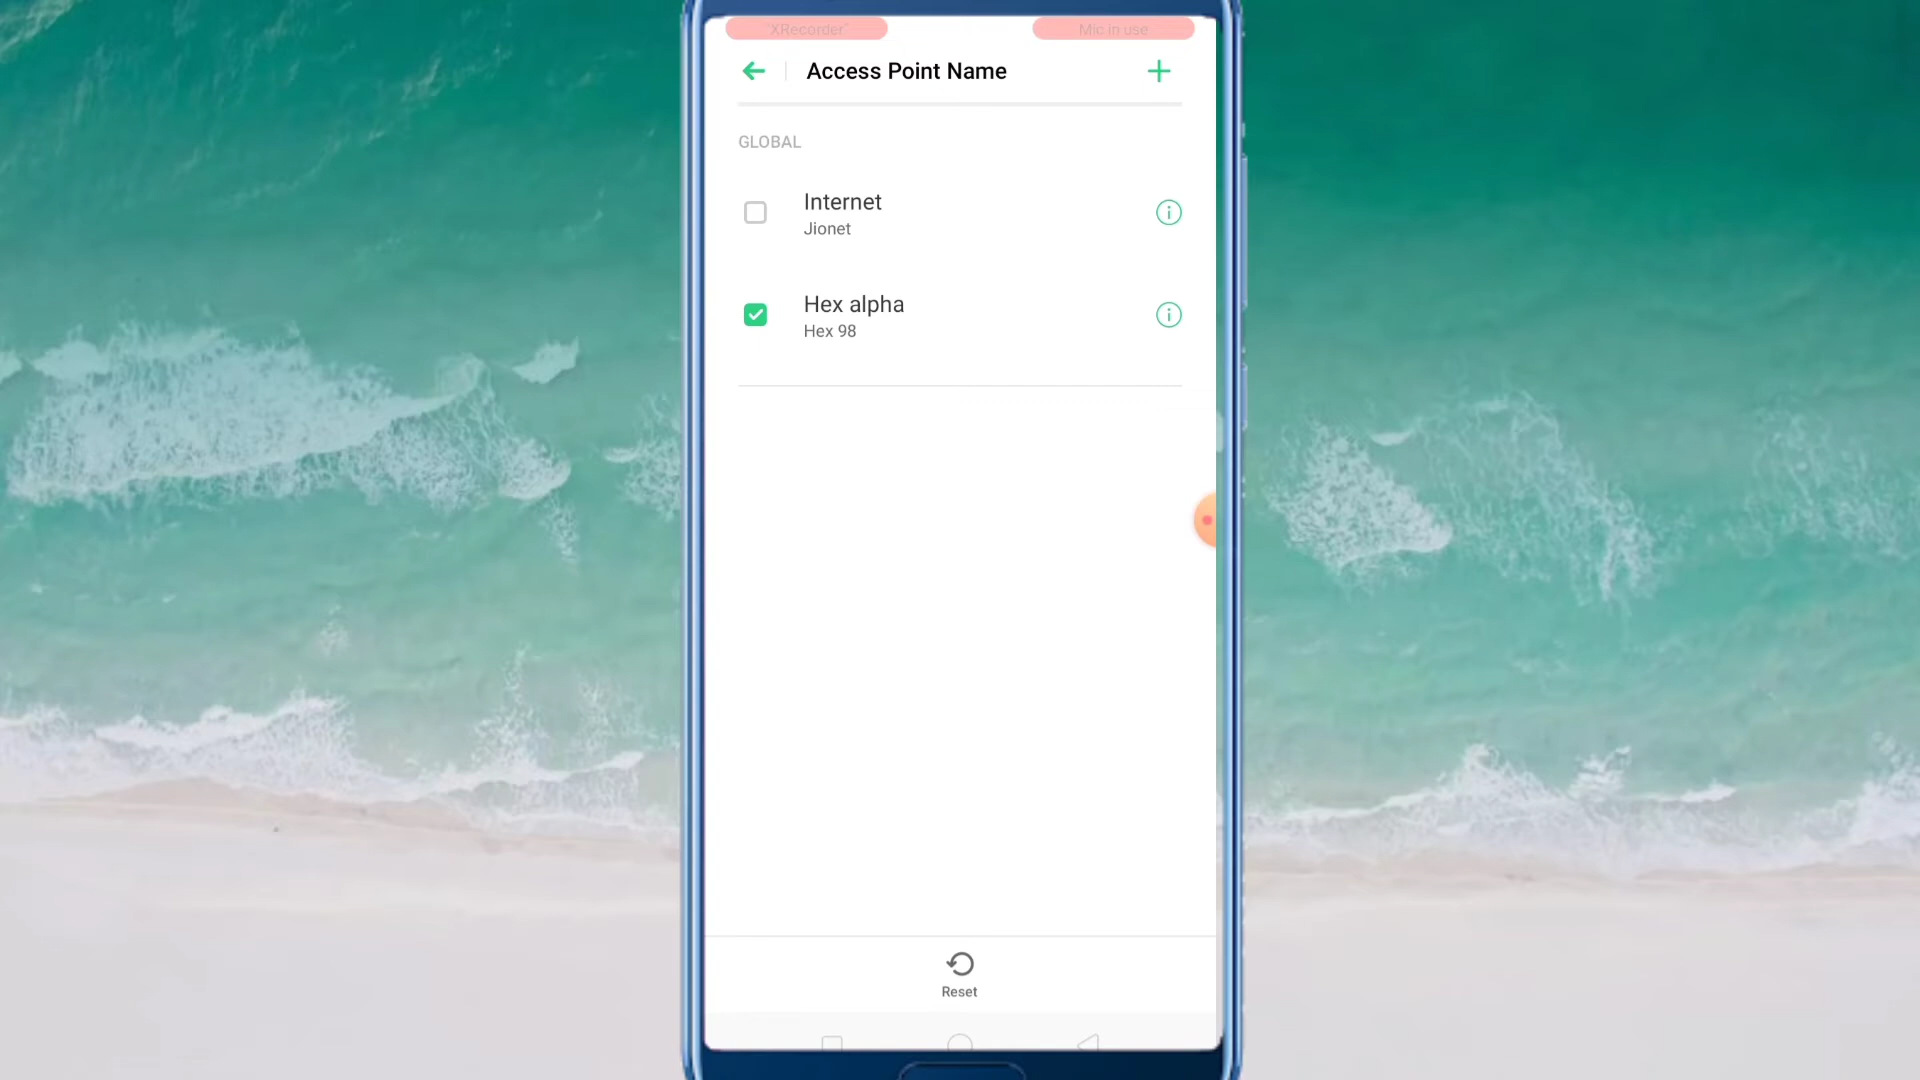 XRecorder
Mic in use
Access Point Name
GLOBAL
Internet
Jionet
Hex alpha
Hex 98
Reset